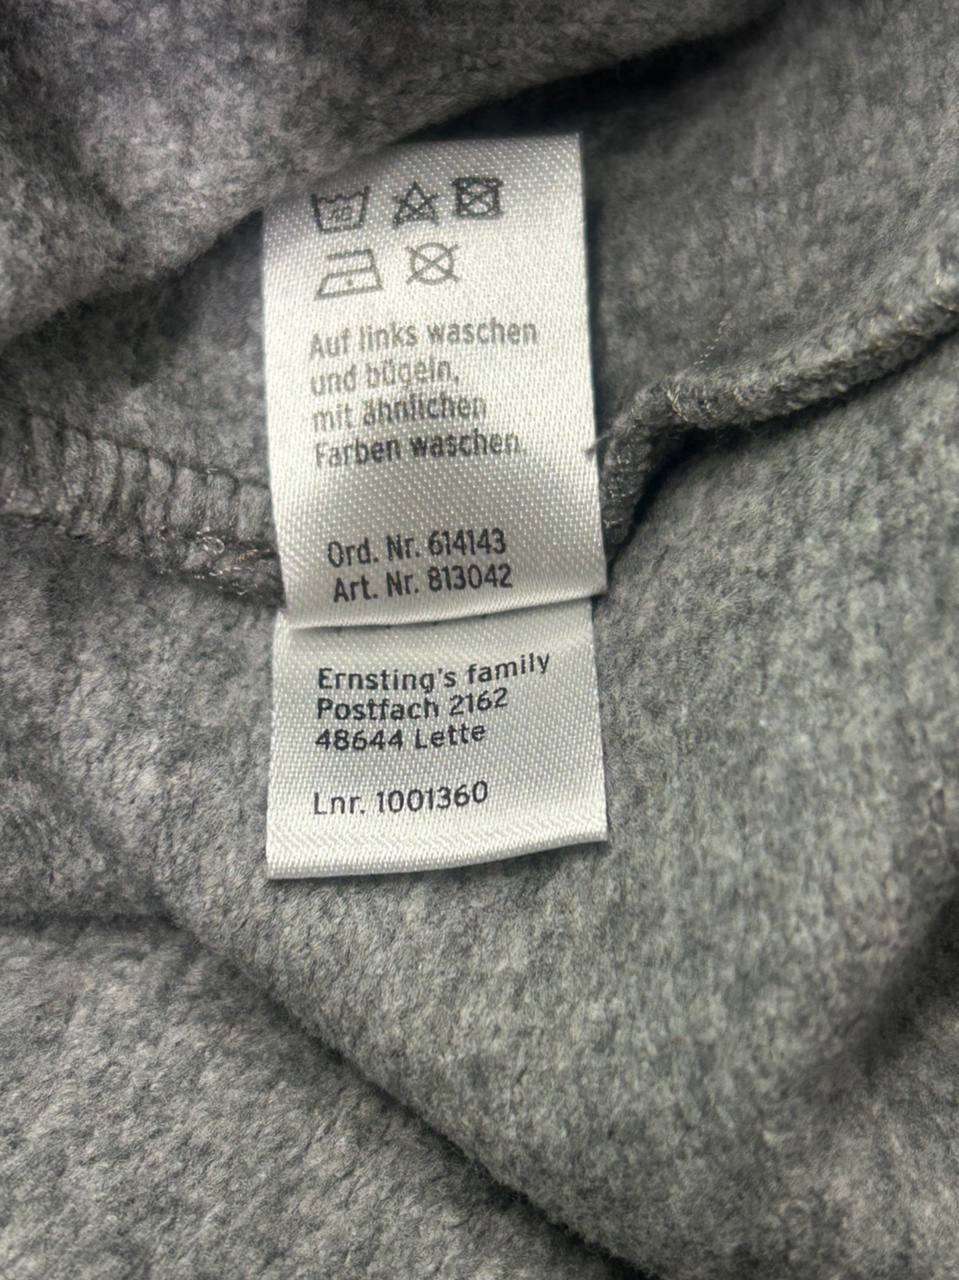 Auf links waschen
und bügeln,
mit ähnlichen
Farben waschen.
Ord. Nr. 614143
Art. Nr. 813042
Ernsting's family
Postfach 2162
48644 Lette
Lnr. 1001360